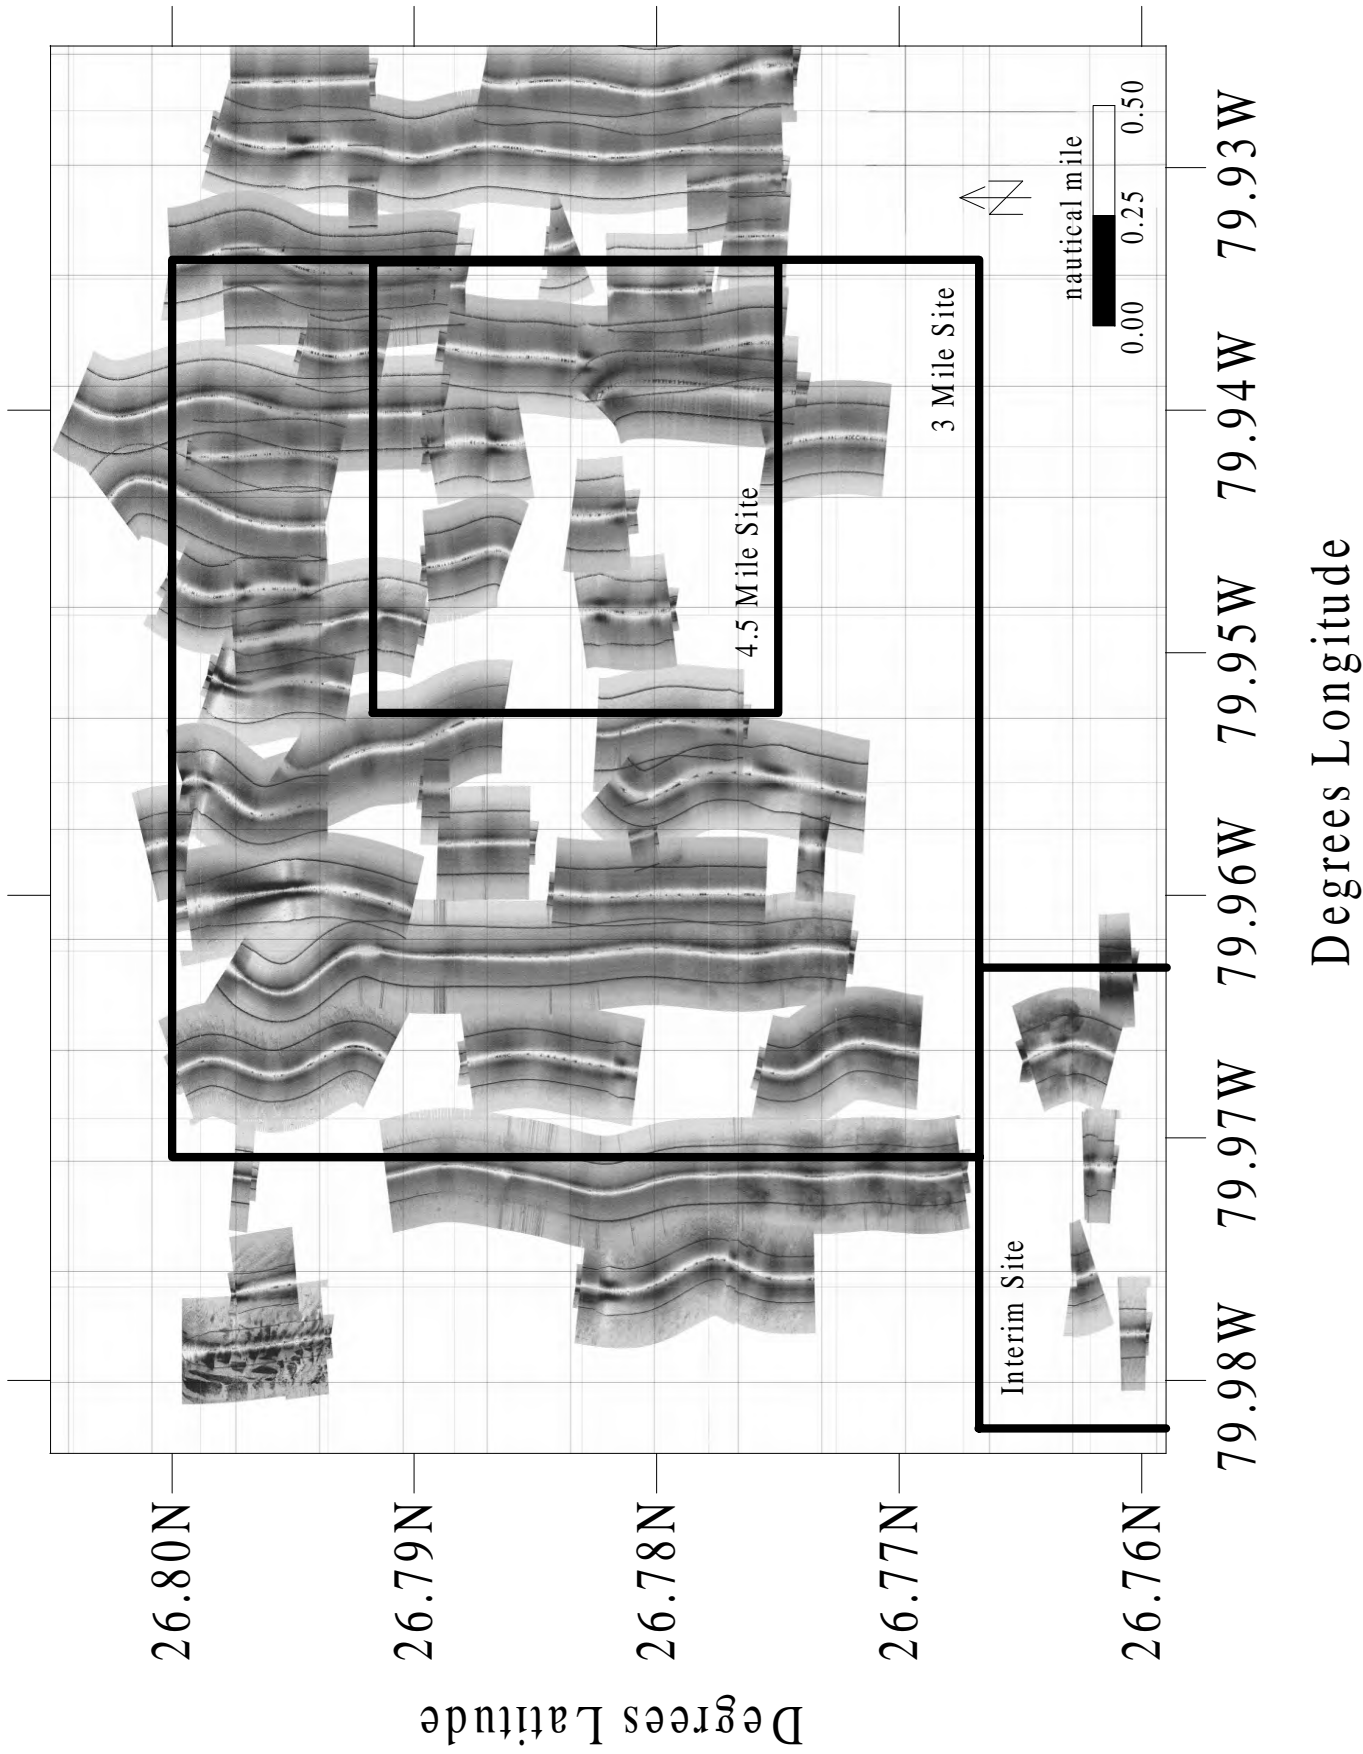 26.80N
26.79N
26.78N
26.77N
26.76N
Degrees Latitude
79.98W
79.97W
79.96W
79.95W
79.94W
79.93W
Degrees Longitude
Interim Site
4.5 Mile Site
3 Mile Site
nautical mile
0.00
0.25
0.50
N